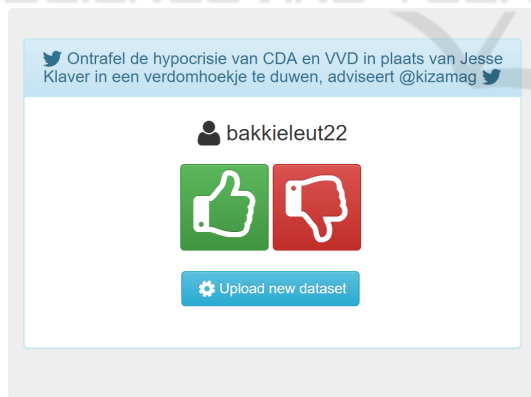 Ontrafel de hypocrisie van CDA en VVD in plaats van Jesse
Klaver in een verdomhoekje te duwen, adviseert @kizamag
bakkieleut22
Upload new dataset